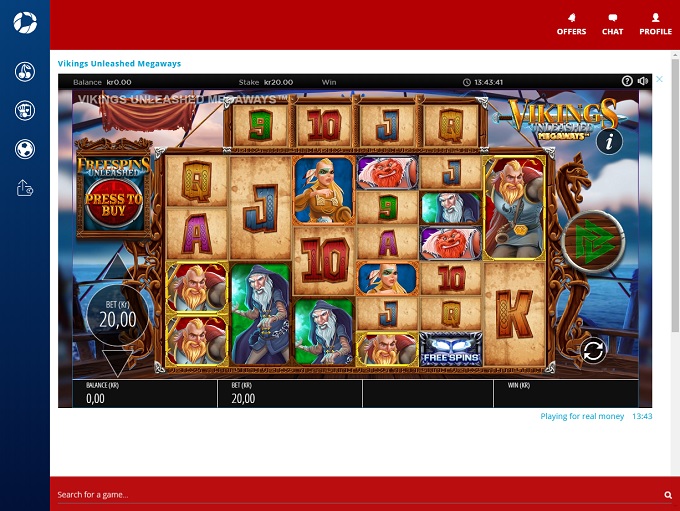 OFFERS
CHAT
PROFILE
Vikings Unleashed Megaways
Balance kr0.00
Stake kr20.00
Win
13:43:41
?
VIKINGS UNLEASHED MEGAWAYS™
9
10
J
Q
VIKINGS
UNLEASHED
MEGAWAYS
i
FREESPINS
UNLEASHED
PRESS TO
BUY
Q
J
J
9
A
A
10
10
BET (Kr)
20,00
J
Q
K
FREE SPINS
BALANCE (KR)
0,00
BET (KR)
20,00
WIN (KR)
Playing for real money 13:43
Search for a game...